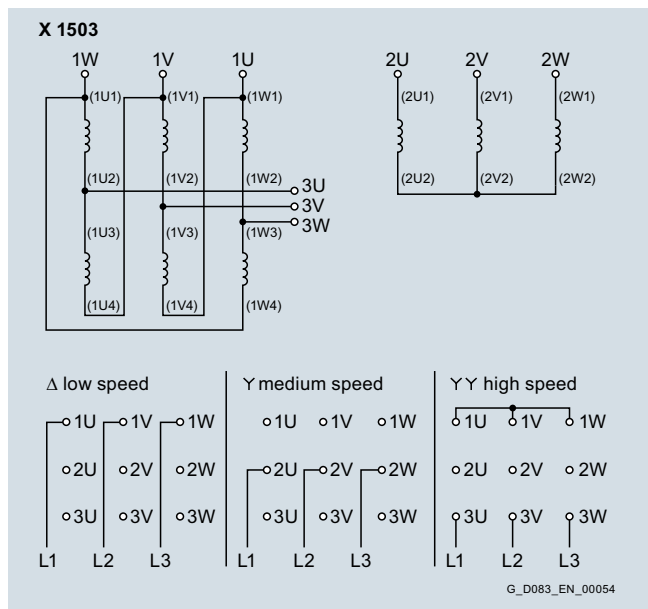 X 1503
1W 1V 1U 2U 2V 2W
(1U1) (1V1) (1W1) (2U1) (2V1) (2W1)
(1U2) (1V2) (1W2) (2U2) (2V2) (2W2)
3U
3V
3W
(1U3) (1V3) (1W3)
(1U4) (1V4) (1W4)
Δ low speed
1U 1V 1W
2U 2V 2W
3U 3V 3W
L1 L2 L3
Y medium speed
1U 1V 1W
2U 2V 2W
3U 3V 3W
L1 L2 L3
Y Y high speed
1U 1V 1W
2U 2V 2W
3U 3V 3W
L1 L2 L3
G_D083_EN_00054